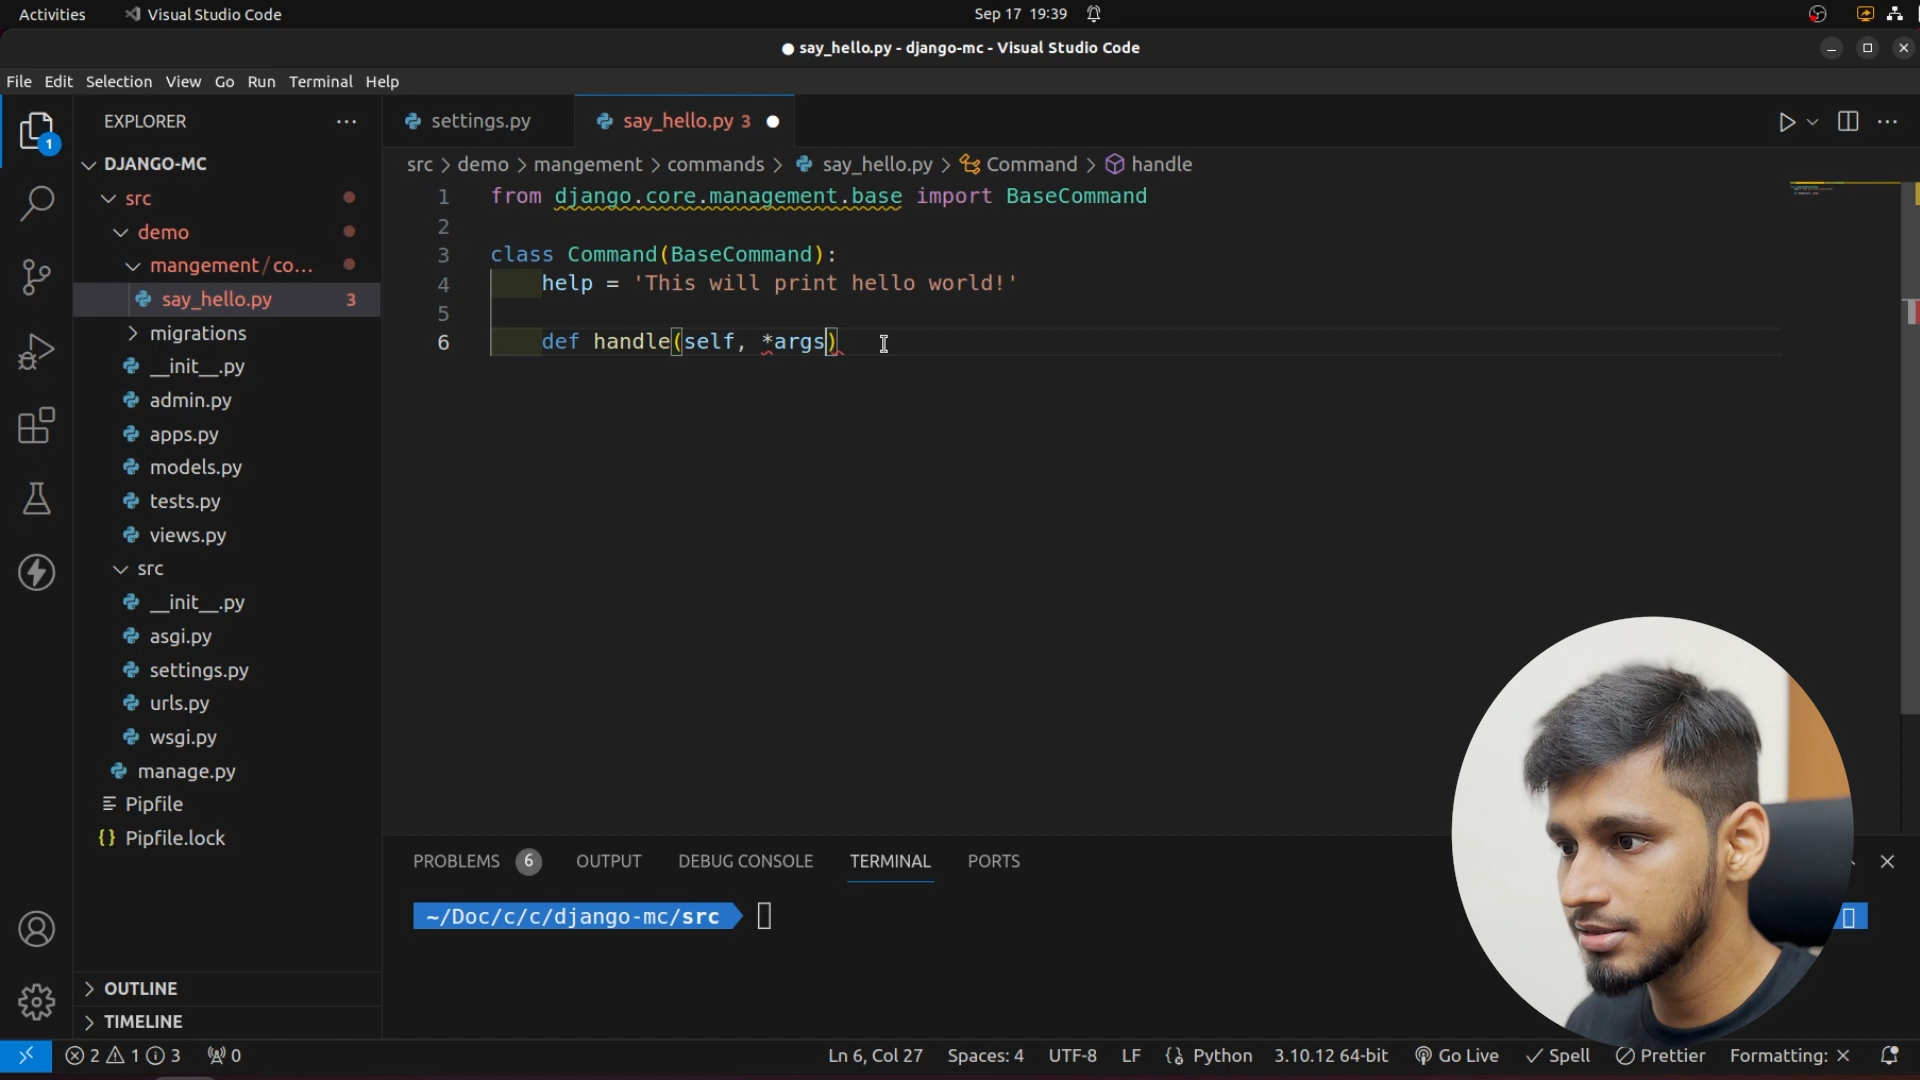 Activities Visual Studio Code Sep 17 19:39
say_hello.py - django-mc - Visual Studio Code
File Edit Selection View Go Run Terminal Help
EXPLORER
1
DJANGO-MC
src
demo
mangement / co...
say_hello.py 3
migrations
__init__.py
admin.py
apps.py
models.py
tests.py
views.py
src
__init__.py
asgi.py
settings.py
urls.py
wsgi.py
manage.py
Pipfile
{} Pipfile.lock
OUTLINE
TIMELINE
settings.py say_hello.py 3
src > demo > mangement > commands > say_hello.py > Command > handle
1 from django.core.management.base import BaseCommand
2
3 class Command(BaseCommand):
4 help = 'This will print hello world!'
5
6 def handle(self, *args)
PROBLEMS 6 OUTPUT DEBUG CONSOLE TERMINAL PORTS
~/Doc/c/c/django-mc/src
2 1 3 0 Ln 6, Col 27 Spaces: 4 UTF-8 LF Python 3.10.12 64-bit Go Live Spell Prettier Formatting: ×